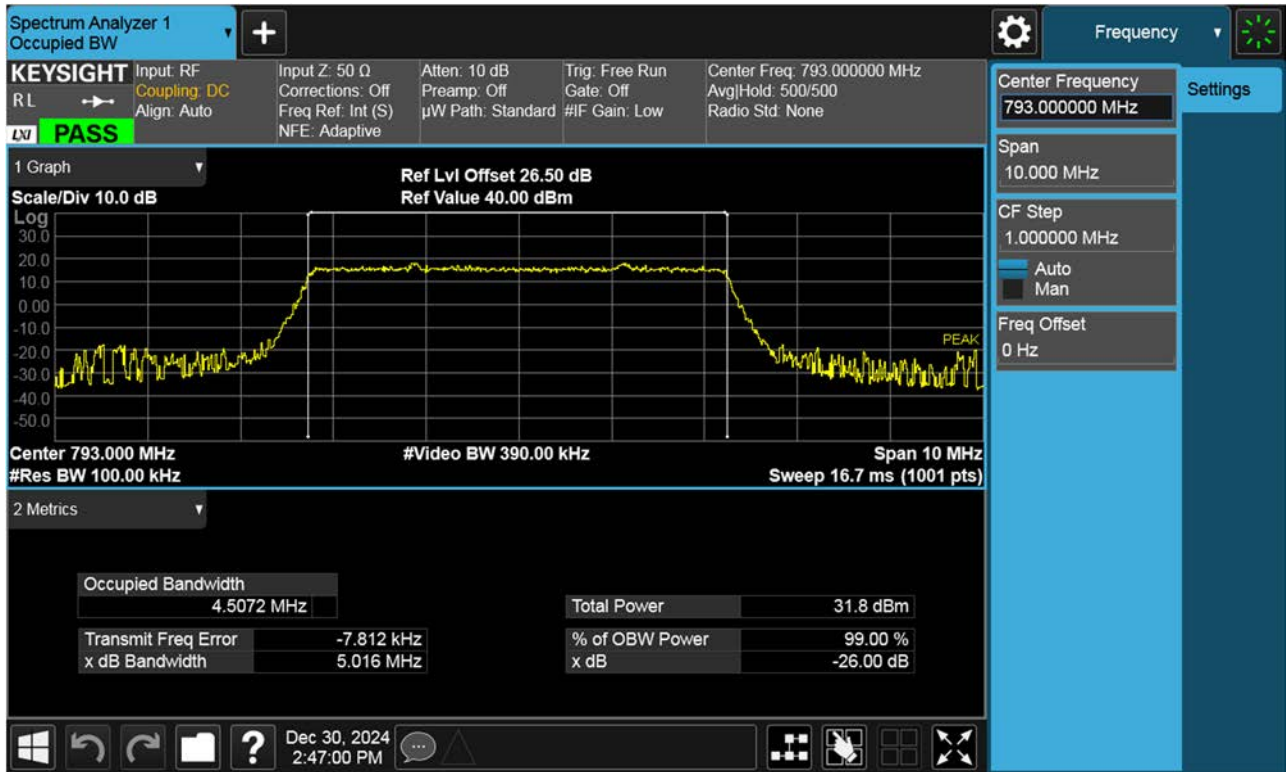 Spectrum Analyzer 1
Occupied BW
+
Frequency
KEYSIGHT
R L
LXI
PASS
Input: RF
Coupling: DC
Align: Auto
Input Z: 50 Ω
Corrections: Off
Freq Ref: Int (S)
NFE: Adaptive
Atten: 10 dB
Preamp: Off
µW Path: Standard
Trig: Free Run
Gate: Off
#IF Gain: Low
Center Freq: 793.000000 MHz
Avg|Hold: 500/500
Radio Std: None
Center Frequency
793.000000 MHz
Settings
Span
10.000 MHz
CF Step
1.000000 MHz
Auto
Man
Freq Offset
0 Hz
1 Graph
Scale/Div 10.0 dB
Ref Lvl Offset 26.50 dB
Ref Value 40.00 dBm
Log
30.0
20.0
10.0
0.00
-10.0
-20.0
-30.0
-40.0
-50.0
PEAK
Center 793.000 MHz
#Video BW 390.00 kHz
Span 10 MHz
#Res BW 100.00 kHz
Sweep 16.7 ms (1001 pts)
2 Metrics
Occupied Bandwidth
4.5072 MHz
Total Power 31.8 dBm
Transmit Freq Error -7.812 kHz
% of OBW Power 99.00 %
x dB Bandwidth 5.016 MHz
x dB -26.00 dB
?
Dec 30, 2024
2:47:00 PM